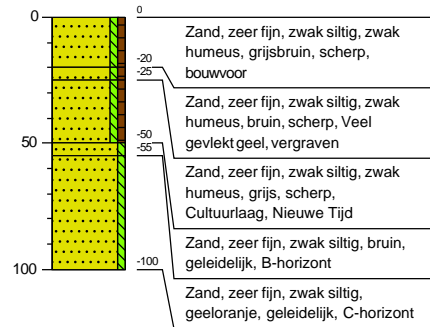 0
50
100
0
-20
-25
-50
-55
-100
Zand, zeer fijn, zwak siltig, zwak
humeus, grijsbruin, scherp,
bouwvoor
Zand, zeer fijn, zwak siltig, zwak
humeus, bruin, scherp, Veel
gevlekt geel, vergraven
Zand, zeer fijn, zwak siltig, zwak
humeus, grijs, scherp,
Cultuurlaag, Nieuwe Tijd
Zand, zeer fijn, zwak siltig, bruin,
geleidelijk, B-horizont
Zand, zeer fijn, zwak siltig,
geeloranje, geleidelijk, C-horizont